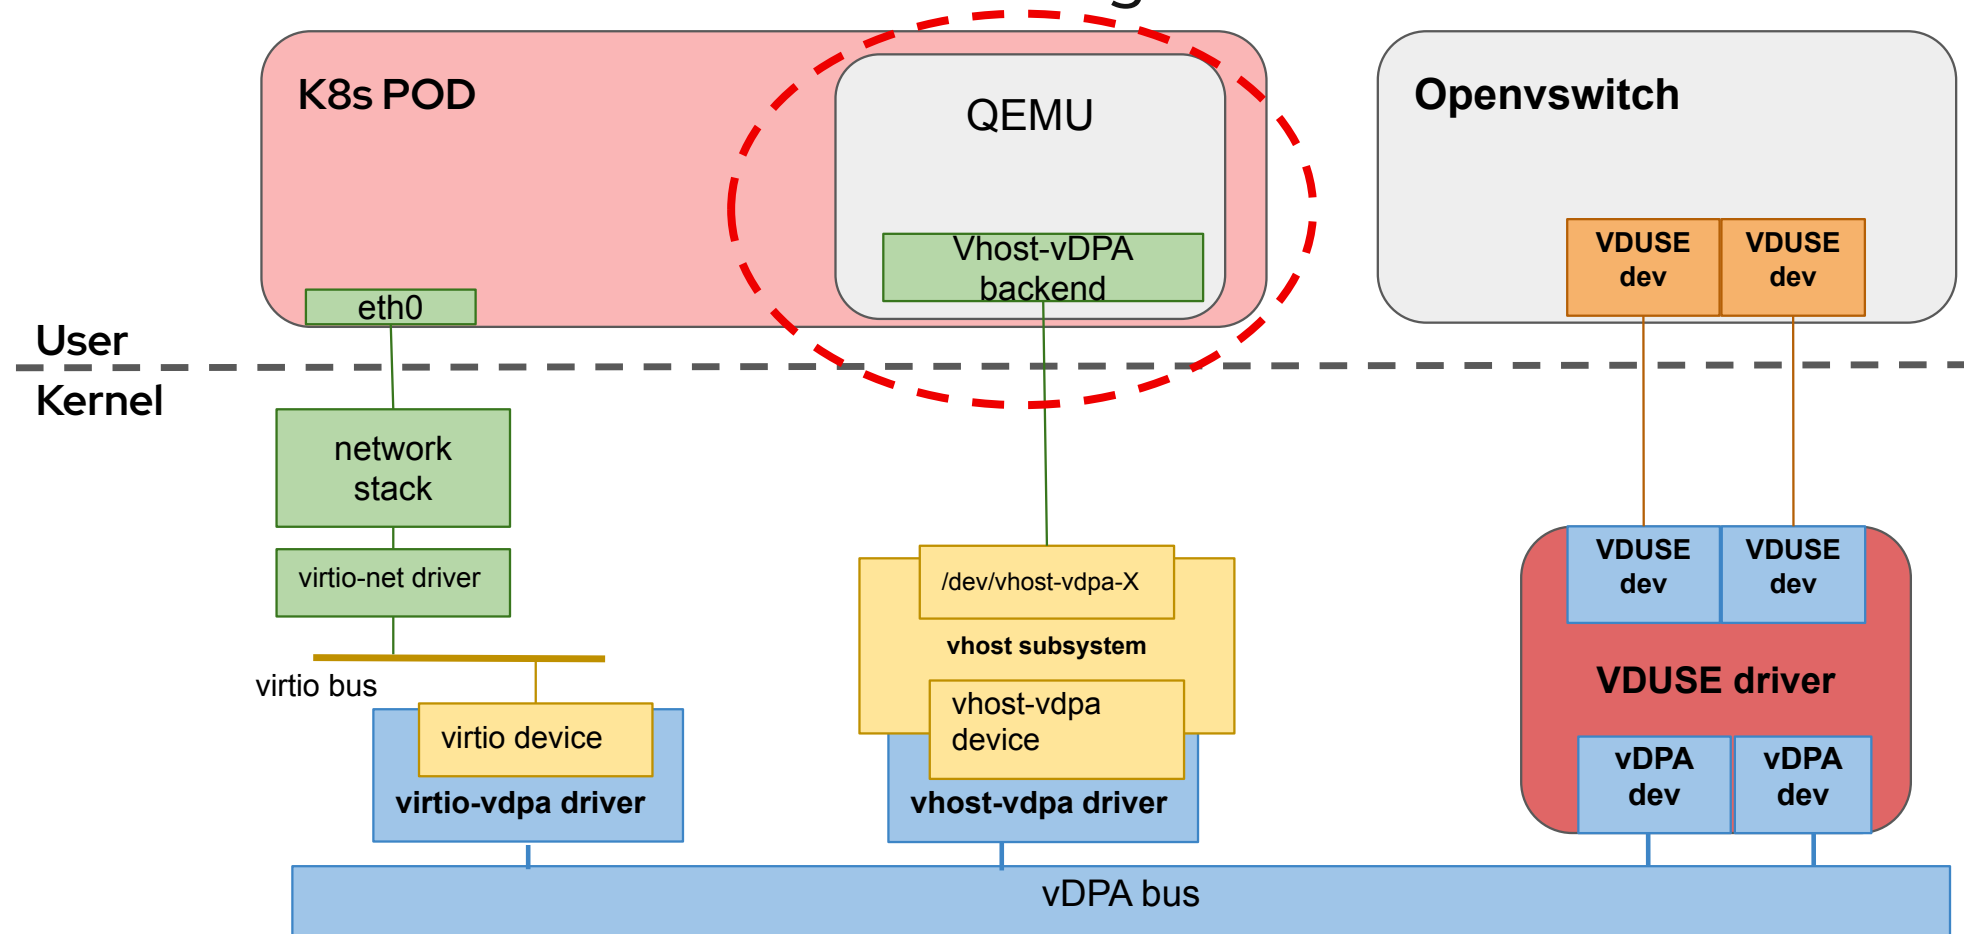 K8s POD
QEMU
Openvswitch
Vhost-vDPA
backend
VDUSE
dev
VDUSE
dev
eth0
User
Kernel
network
stack
virtio-net driver
virtio bus
virtio device
virtio-vdpa driver
/dev/vhost-vdpa-X
vhost subsystem
vhost-vdpa
device
vhost-vdpa driver
VDUSE
dev
VDUSE
dev
VDUSE driver
vDPA
dev
vDPA
dev
vDPA bus